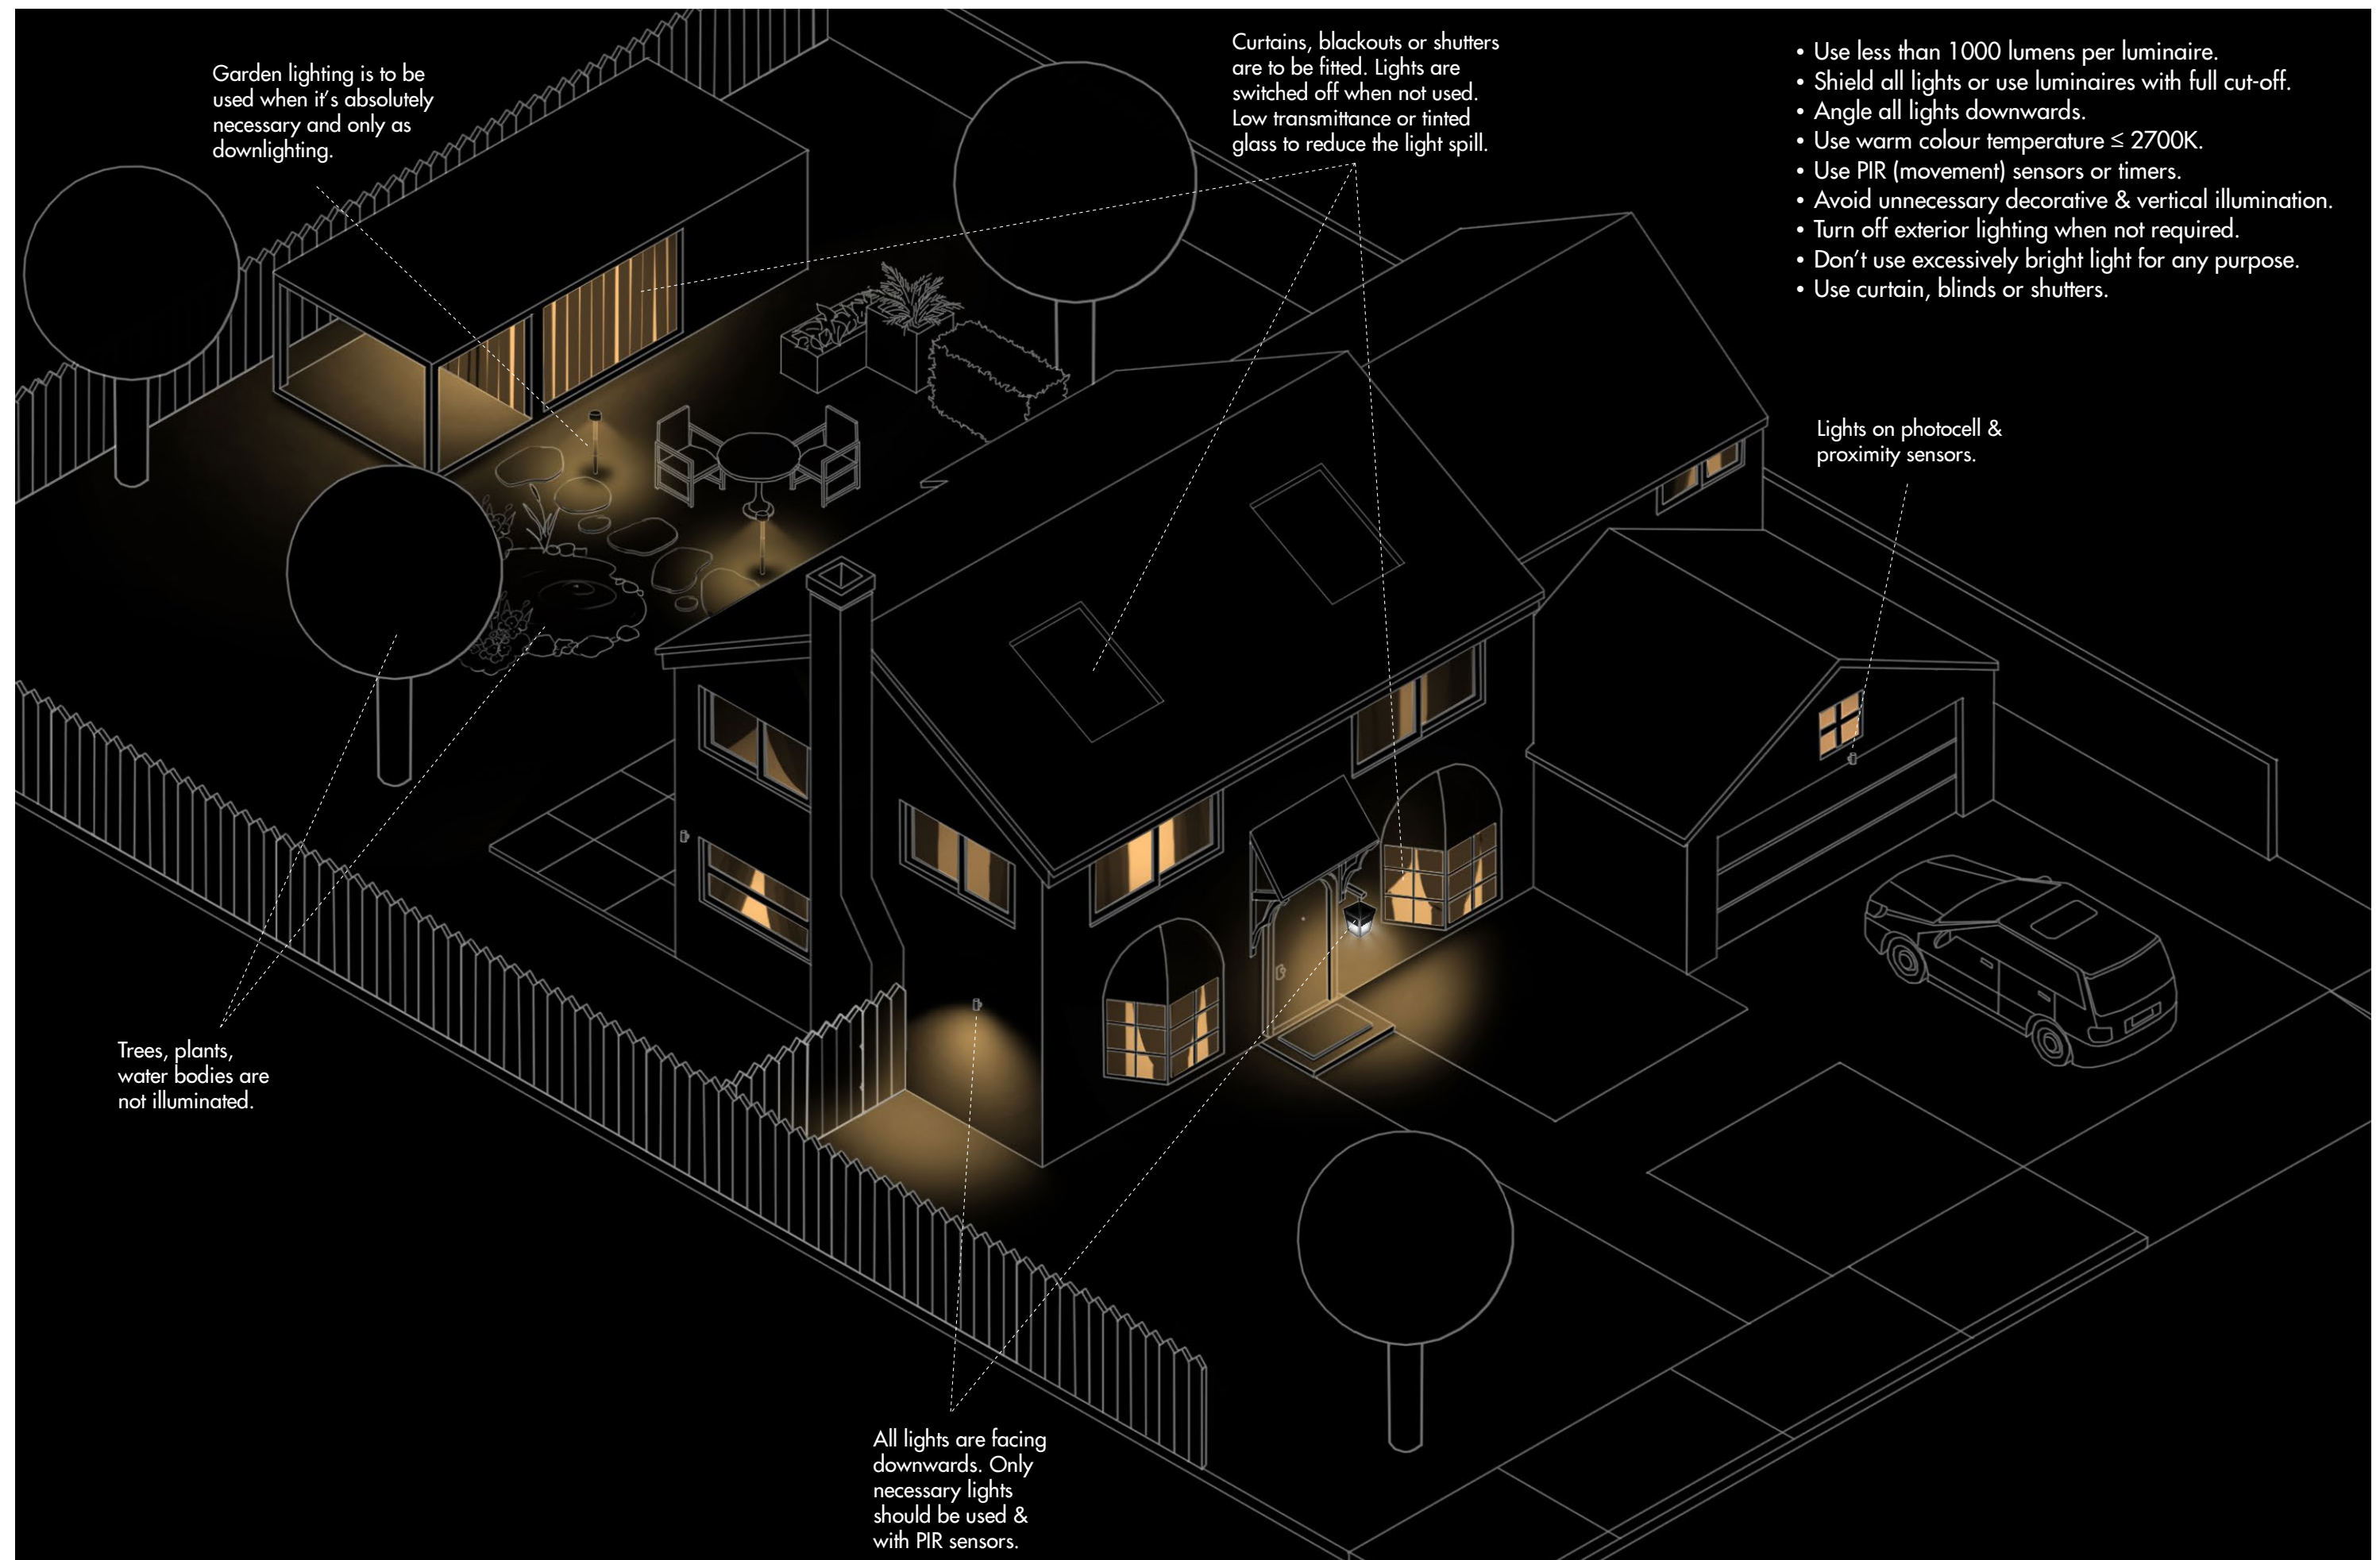 Garden lighting is to be
used when it's absolutely
necessary and only as
downlighting.
Curtains, blackouts or shutters
are to be fitted. Lights are
switched off when not used.
Low transmittance or tinted
glass to reduce the light spill.
• Use less than 1000 lumens per luminaire.
• Shield all lights or use luminaires with full cut-off.
• Angle all lights downwards.
• Use warm colour temperature ≤ 2700K.
• Use PIR (movement) sensors or timers.
• Avoid unnecessary decorative & vertical illumination.
• Turn off exterior lighting when not required.
• Don't use excessively bright light for any purpose.
• Use curtain, blinds or shutters.
Lights on photocell &
proximity sensors.
Trees, plants,
water bodies are
not illuminated.
All lights are facing
downwards. Only
necessary lights
should be used &
with PIR sensors.